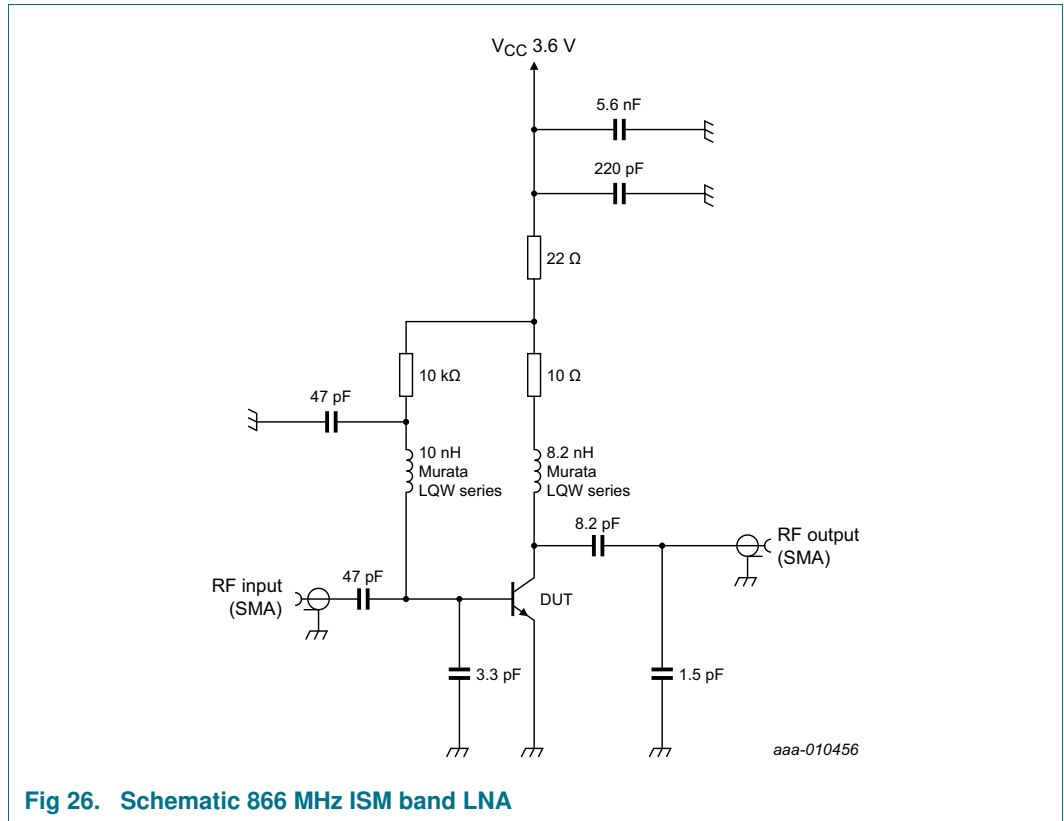 VCC 3.6 V
5.6 nF
220 pF
22 Ω
10 kΩ
10 Ω
47 pF
10 nH
Murata
LQW series
8.2 nH
Murata
LQW series
8.2 pF
RF output
(SMA)
RF input
(SMA)
47 pF
DUT
3.3 pF
1.5 pF
aaa-010456
Fig 26. Schematic 866 MHz ISM band LNA